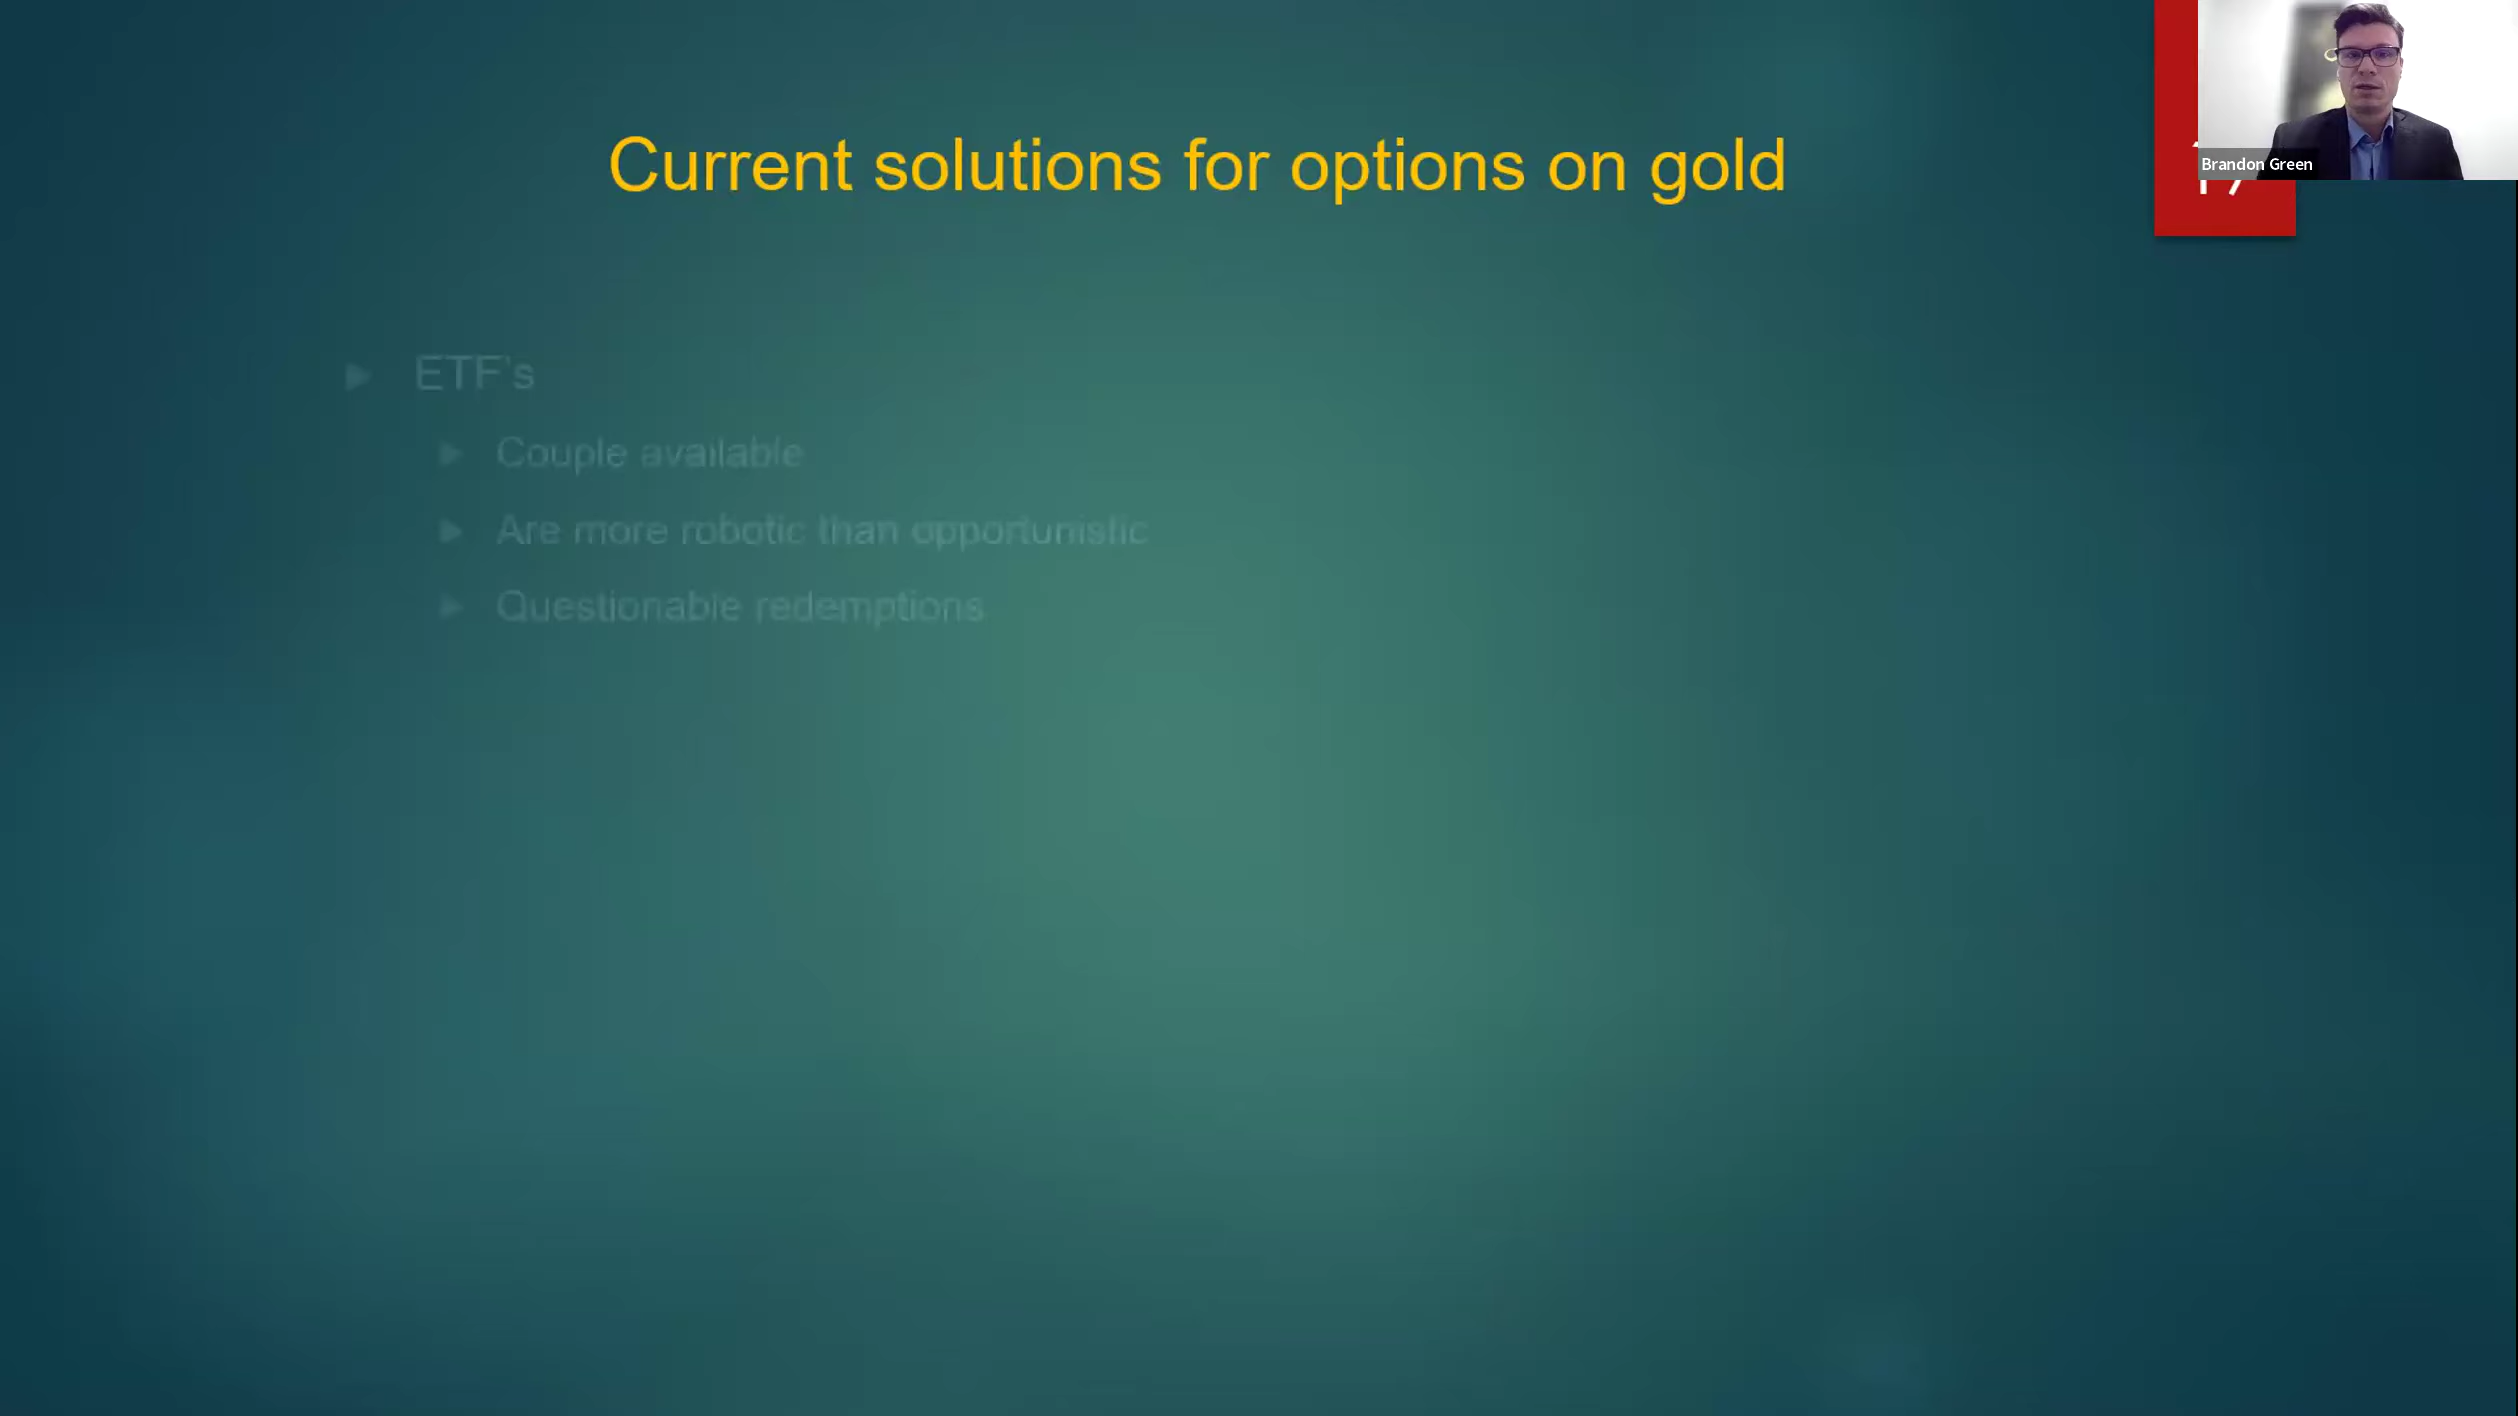 Current solutions for options on gold
Brandon Green
ETF's
Couple available
Are more robotic than opportunistic
Questionable redemptions